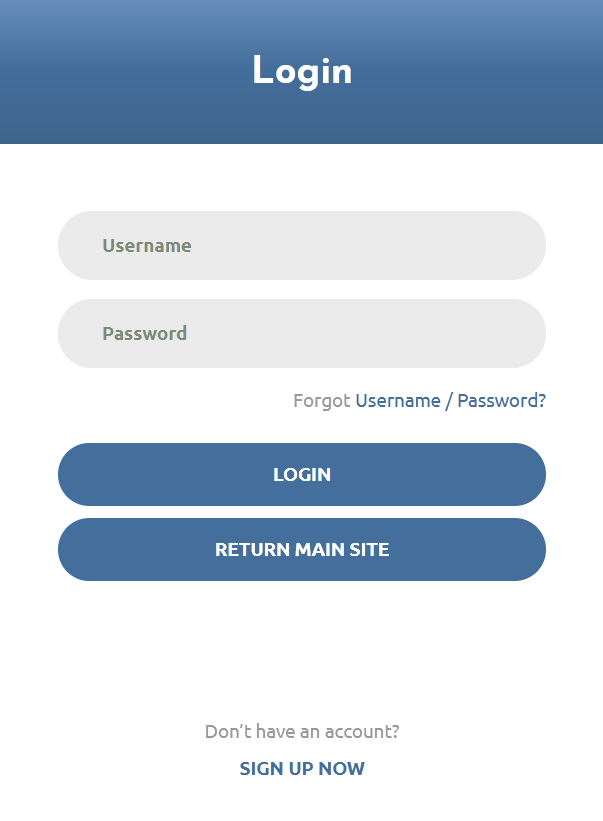 Login
Username
Password
Forgot Username / Password?
LOGIN
RETURN MAIN SITE
Don’t have an account?
SIGN UP NOW